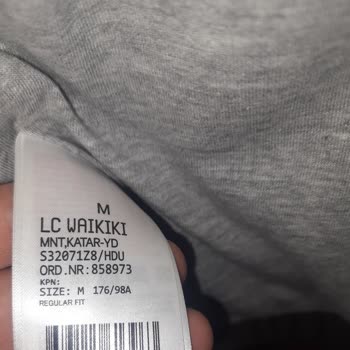 M
LC WAIKIKI
MNT,KATAR-YD
S32071Z8/HDU
ORD.NR:858973
KPN:
SIZE: M 176/98A
REGULAR FIT